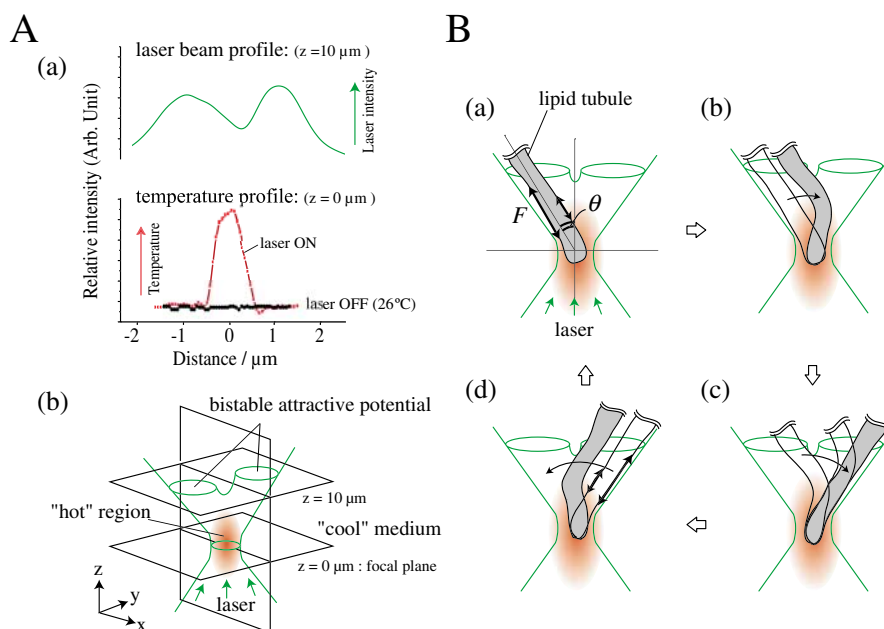 A
laser beam profile: (z =10 µm)
(a)
Laser intensity
Relative intensity (Arb. Unit)
temperature profile: (z = 0 µm)
Temperature
laser ON
laser OFF (26℃)
-2 -1 0 1 2
Distance / µm
(b)
bistable attractive potential
z = 10 µm
"hot" region
"cool" medium
z = 0 µm : focal plane
z
y
x
laser
B
(a)
lipid tubule
(b)
F
θ
laser
(d)
(c)